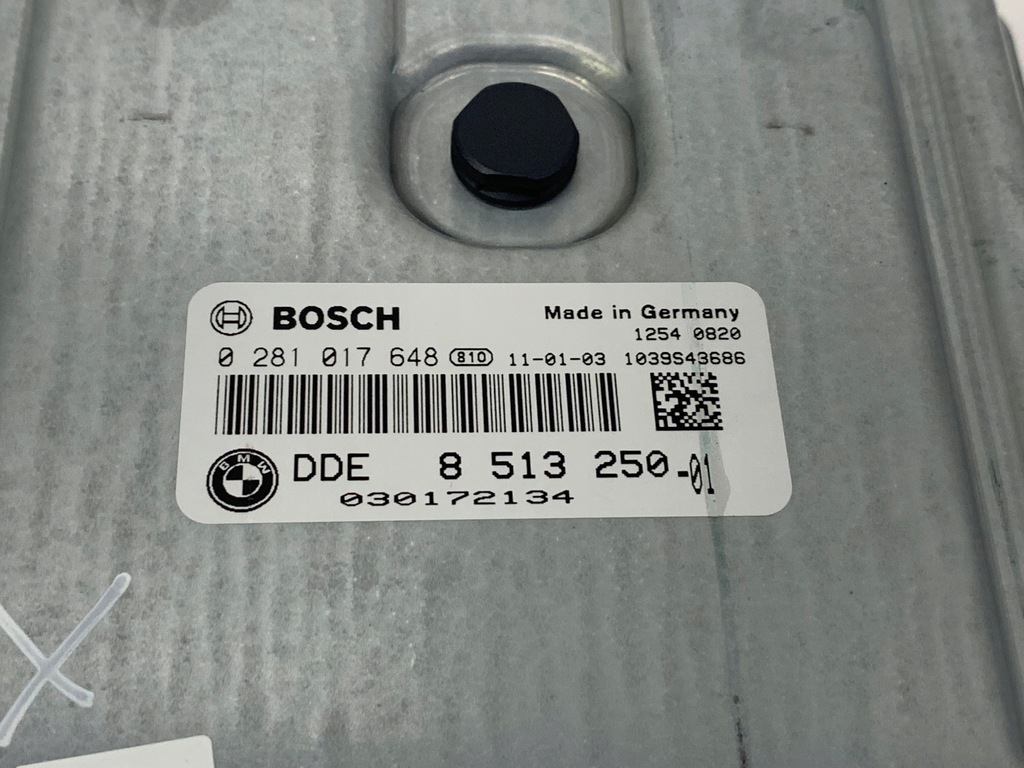 BOSCH Made in Germany
1254 0820
0 281 017 648 810 11-01-03 1039S43686
BMW DDE 8 513 250-01
030172134